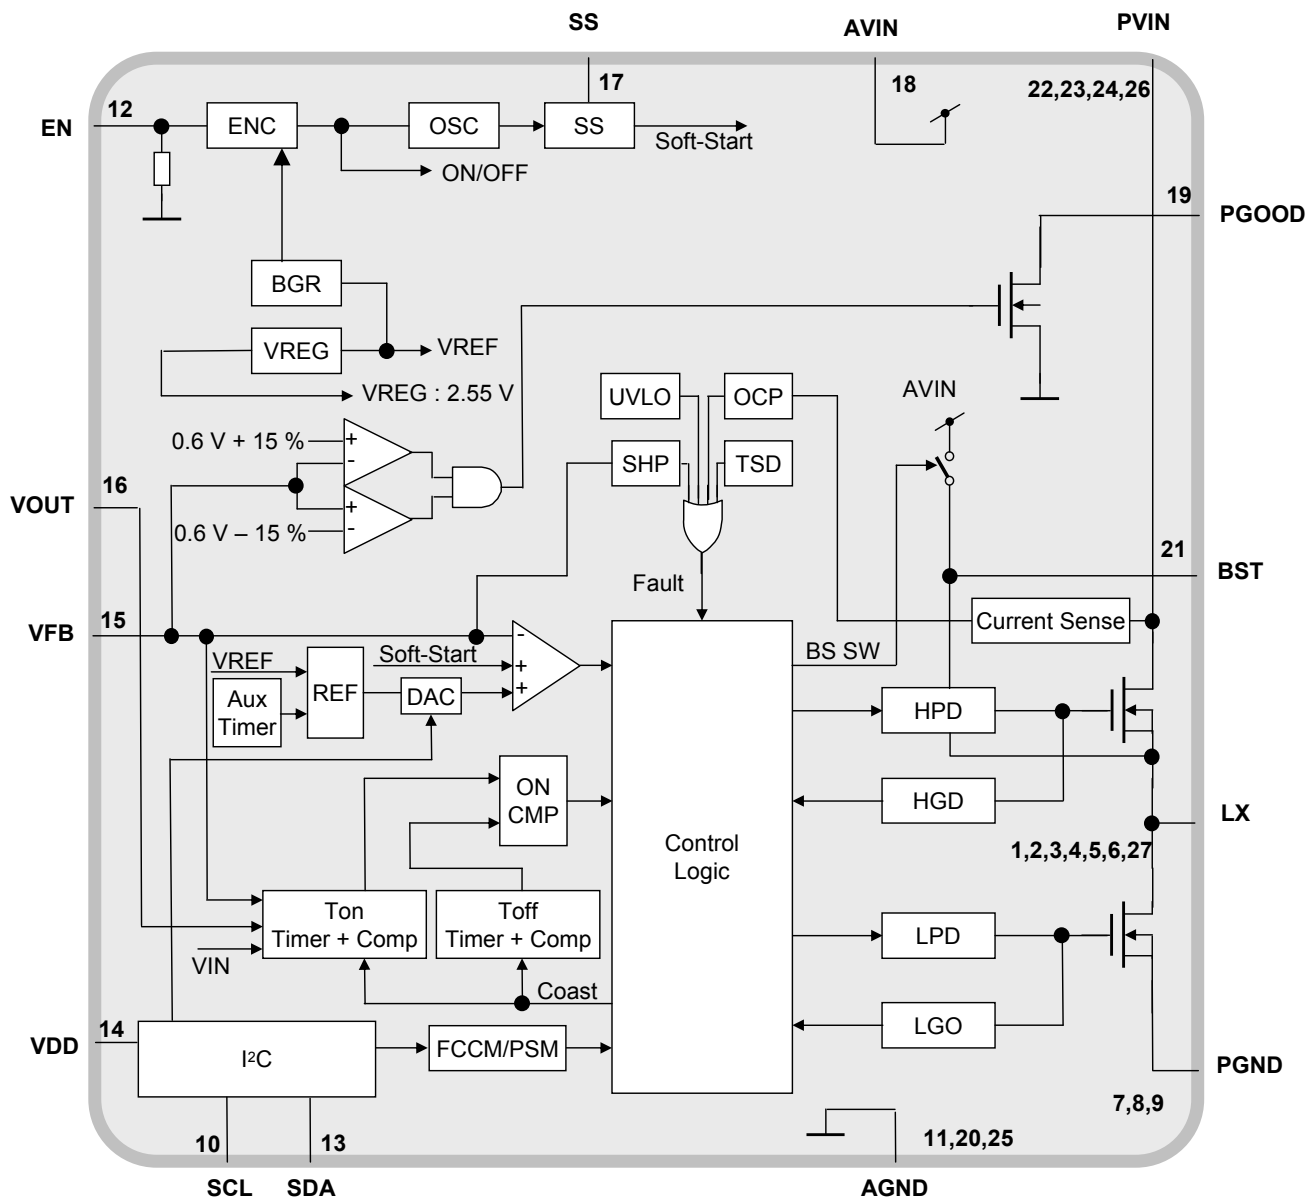 SS
AVIN
PVIN
17
18
22,23,24,26
EN
12
ENC
OSC
SS
Soft-Start
ON/OFF
19
PGOOD
BGR
VREG
VREF
VREG : 2.55 V
UVLO
OCP
AVIN
0.6 V + 15 %
+
-
SHP
TSD
16
VOUT
+
0.6 V – 15 %
-
21
BST
Fault
15
VFB
Current Sense
-
VREF
Soft-Start
+
BS SW
REF
DAC
+
Aux
Timer
HPD
ON
CMP
HGD
LX
Control
Logic
1,2,3,4,5,6,27
Ton
Timer + Comp
Toff
Timer + Comp
LPD
VIN
Coast
14
VDD
I²C
FCCM/PSM
LGO
PGND
7,8,9
10
13
11,20,25
SCL
SDA
AGND